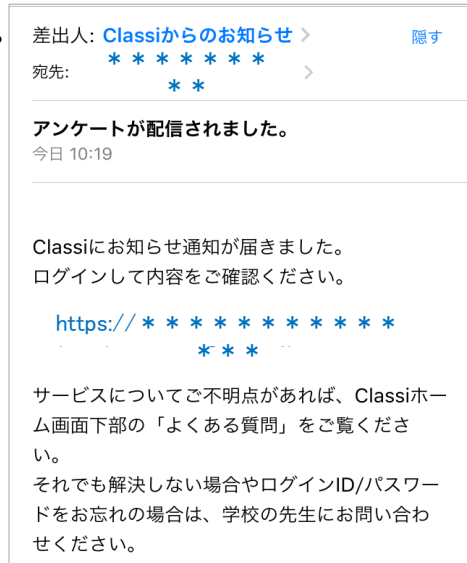 差出人: Classiからのお知らせ
隠す
宛先:
＊＊＊＊＊＊＊
＊＊
アンケートが配信されました。
今日 10:19
Classiにお知らせ通知が届きました。
ログインして内容をご確認ください。
https://＊＊＊＊＊＊＊＊＊＊＊
＊＊＊
サービスについてご不明点があれば、Classiホー
ム画面下部の「よくある質問」をご覧くださ
い。
それでも解決しない場合やログインID/パスワー
ドをお忘れの場合は、学校の先生にお問い合わ
せください。